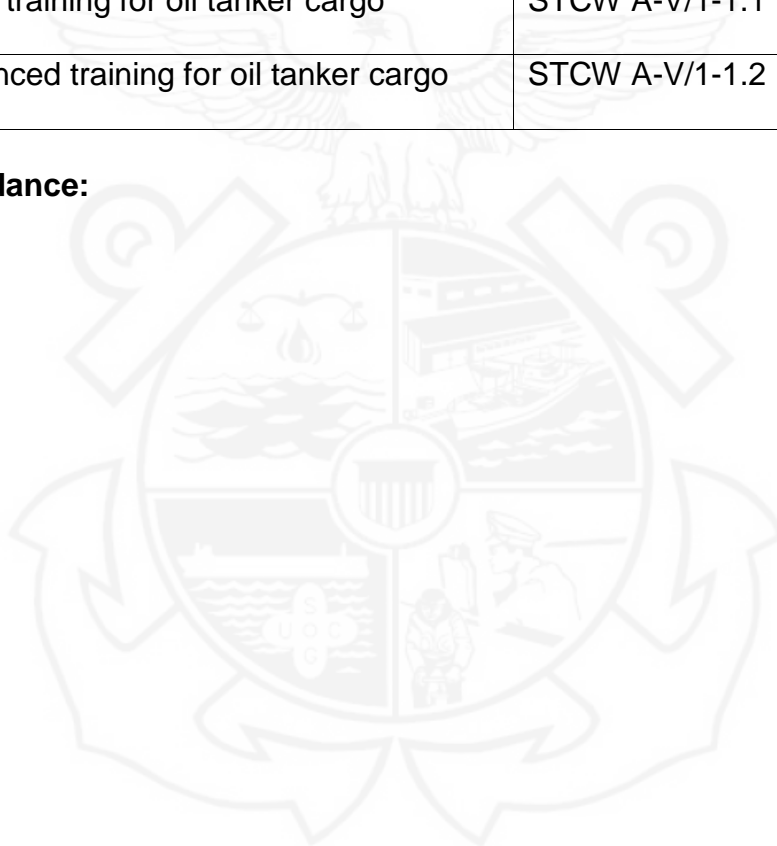 training for oil tanker cargo STCW A-V/1-1.1
nced training for oil tanker cargo STCW A-V/1-1.2
lance:
S
U O C
G